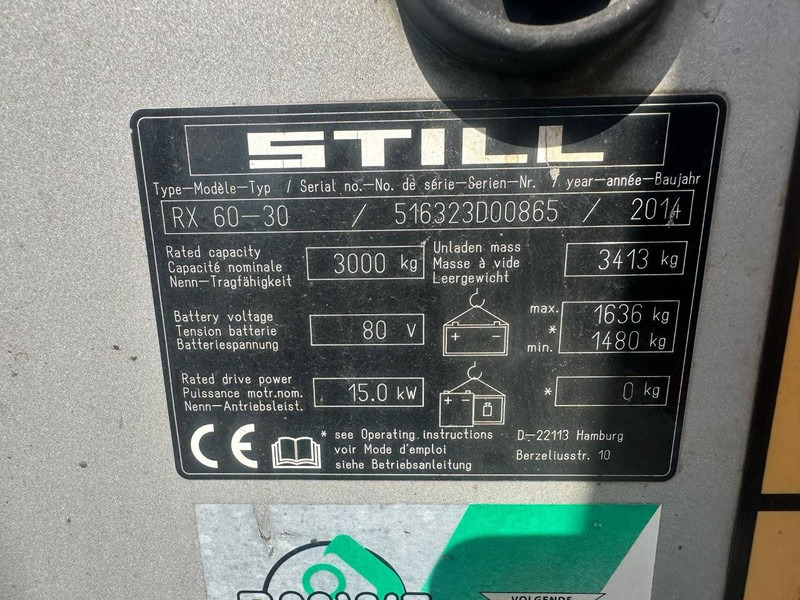 STILL
Type-Modèle-Typ / Serial no.-No. de série-Serien-Nr. / year-année-Baujahr
RX 60-30 / 516323D00865 / 2014
Rated capacity
Capacité nominale
Nenn-Tragfähigkeit
3000 kg
Unladen mass
Masse à vide
Leergewicht
3413 kg
Battery voltage
Tension batterie
Batteriespannung
80 V
+ -
max.
*
min.
1636 kg
1480 kg
Rated drive power
Puissance motr.nom.
Nenn-Antriebsleist.
15.0 kW
+
* 0 kg
CE
* see Operating instructions
voir Mode d'emploi
siehe Betriebsanleitung
D-22113 Hamburg
Berzeliusstr. 10
VOLGENDE